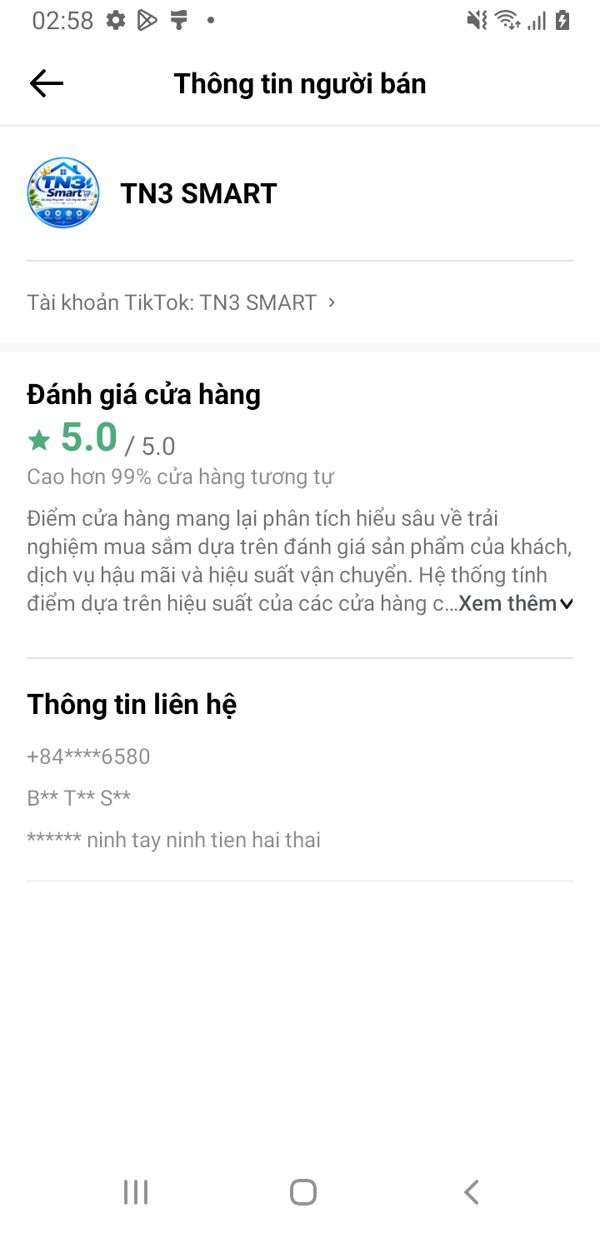 02:58
Thông tin người bán
TN3
Smart
TN3 SMART
Tài khoản TikTok: TN3 SMART
Đánh giá cửa hàng
5.0 / 5.0
Cao hơn 99% cửa hàng tương tự
Điểm cửa hàng mang lại phân tích hiểu sâu về trải
nghiệm mua sắm dựa trên đánh giá sản phẩm của khách,
dịch vụ hậu mãi và hiệu suất vận chuyển. Hệ thống tính
điểm dựa trên hiệu suất của các cửa hàng c...Xem thêm
Thông tin liên hệ
+84****6580
B** T** S**
****** ninh tay ninh tien hai thai